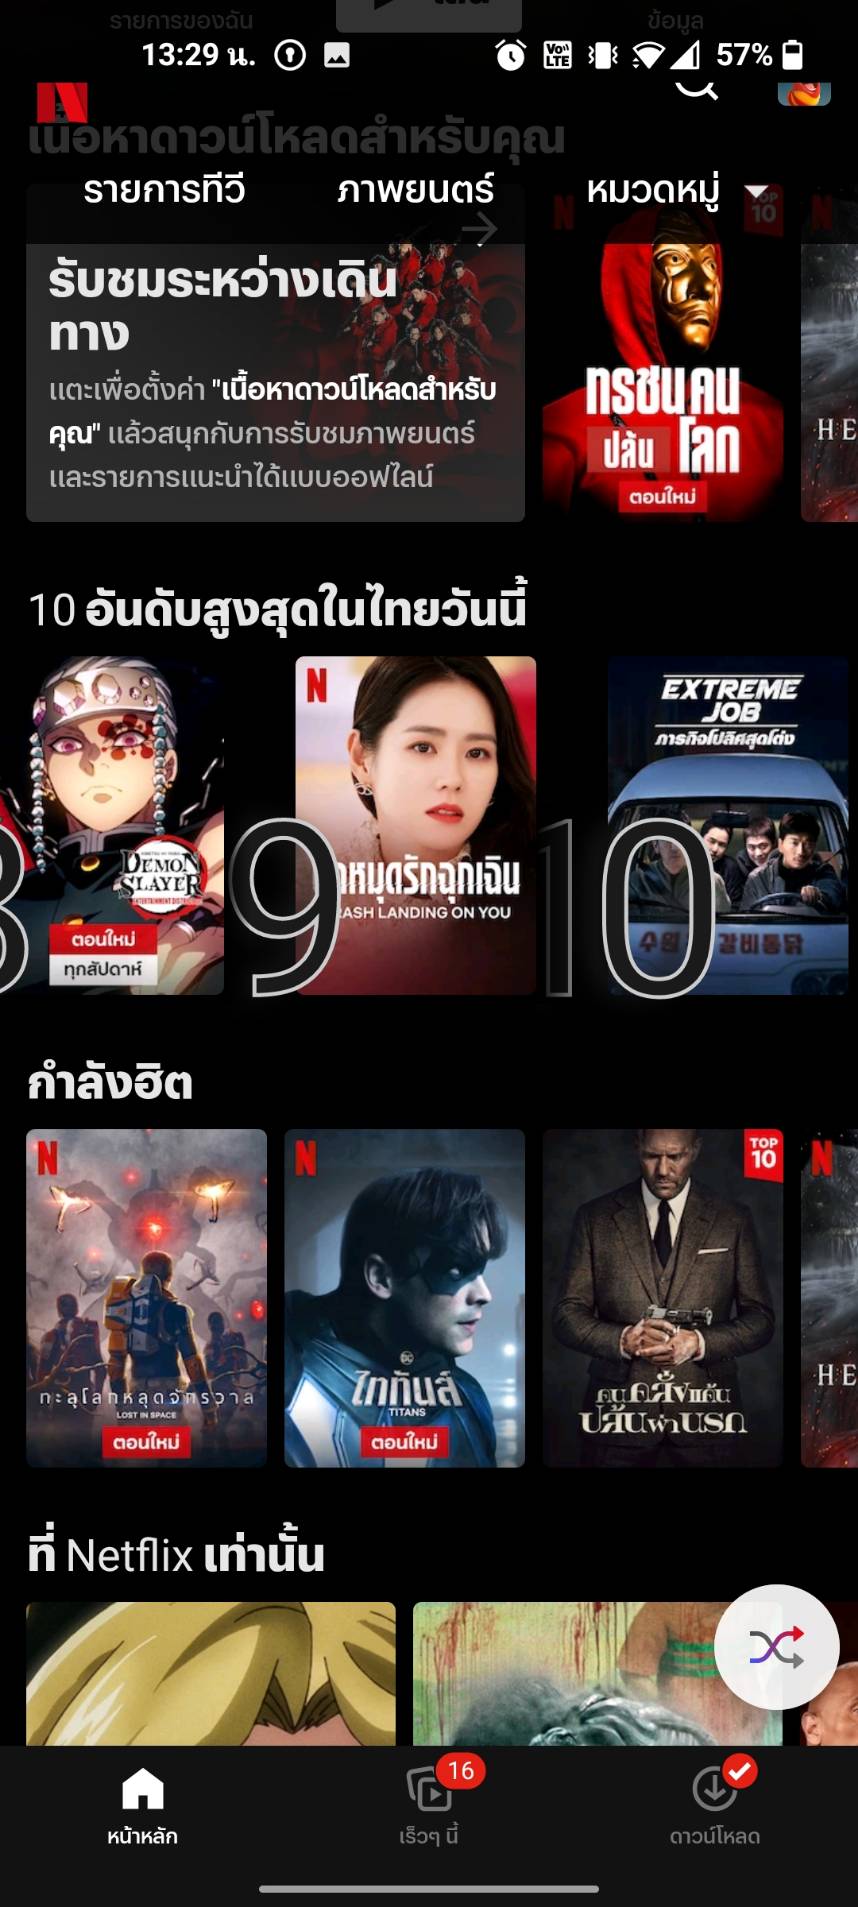 รายการของฉัน
ข้อมูล
13:29 น.
Vo))
LTE
57%
เนื้อหาดาวน์โหลดสำหรับคุณ
รายการทีวี
ภาพยนตร์
หมวดหมู่
รับชมระหว่างเดิน
ทาง
แตะเพื่อตั้งค่า "เนื้อหาดาวน์โหลดสำหรับ
คุณ" แล้วสนุกกับการรับชมภาพยนตร์
และรายการแนะนำได้แบบออฟไลน์
TOP
10
ทรชนคน
ปล้น โลก
ตอนใหม่
HE
10 อันดับสูงสุดในไทยวันนี้
DEMON
SLAYER
ENTERTAINMENT DISTRICT
ตอนใหม่
ทุกสัปดาห์
9
หมุดรักฉุกเฉิน
RASH LANDING ON YOU
10
EXTREME
JOB
ภารกิจโปลิศสุดโต่ง
수원 갈비통닭
กำลังฮิต
ทะลุโลกหลุดจักรวาล
LOST IN SPACE
ตอนใหม่
DC
ไททันส์
TITANS
ตอนใหม่
TOP
10
คนคลั่งแค้น
ปล้นผ่านรก
HE
ที่ Netflix เท่านั้น
16
หน้าหลัก
เร็วๆ นี้
ดาวน์โหลด